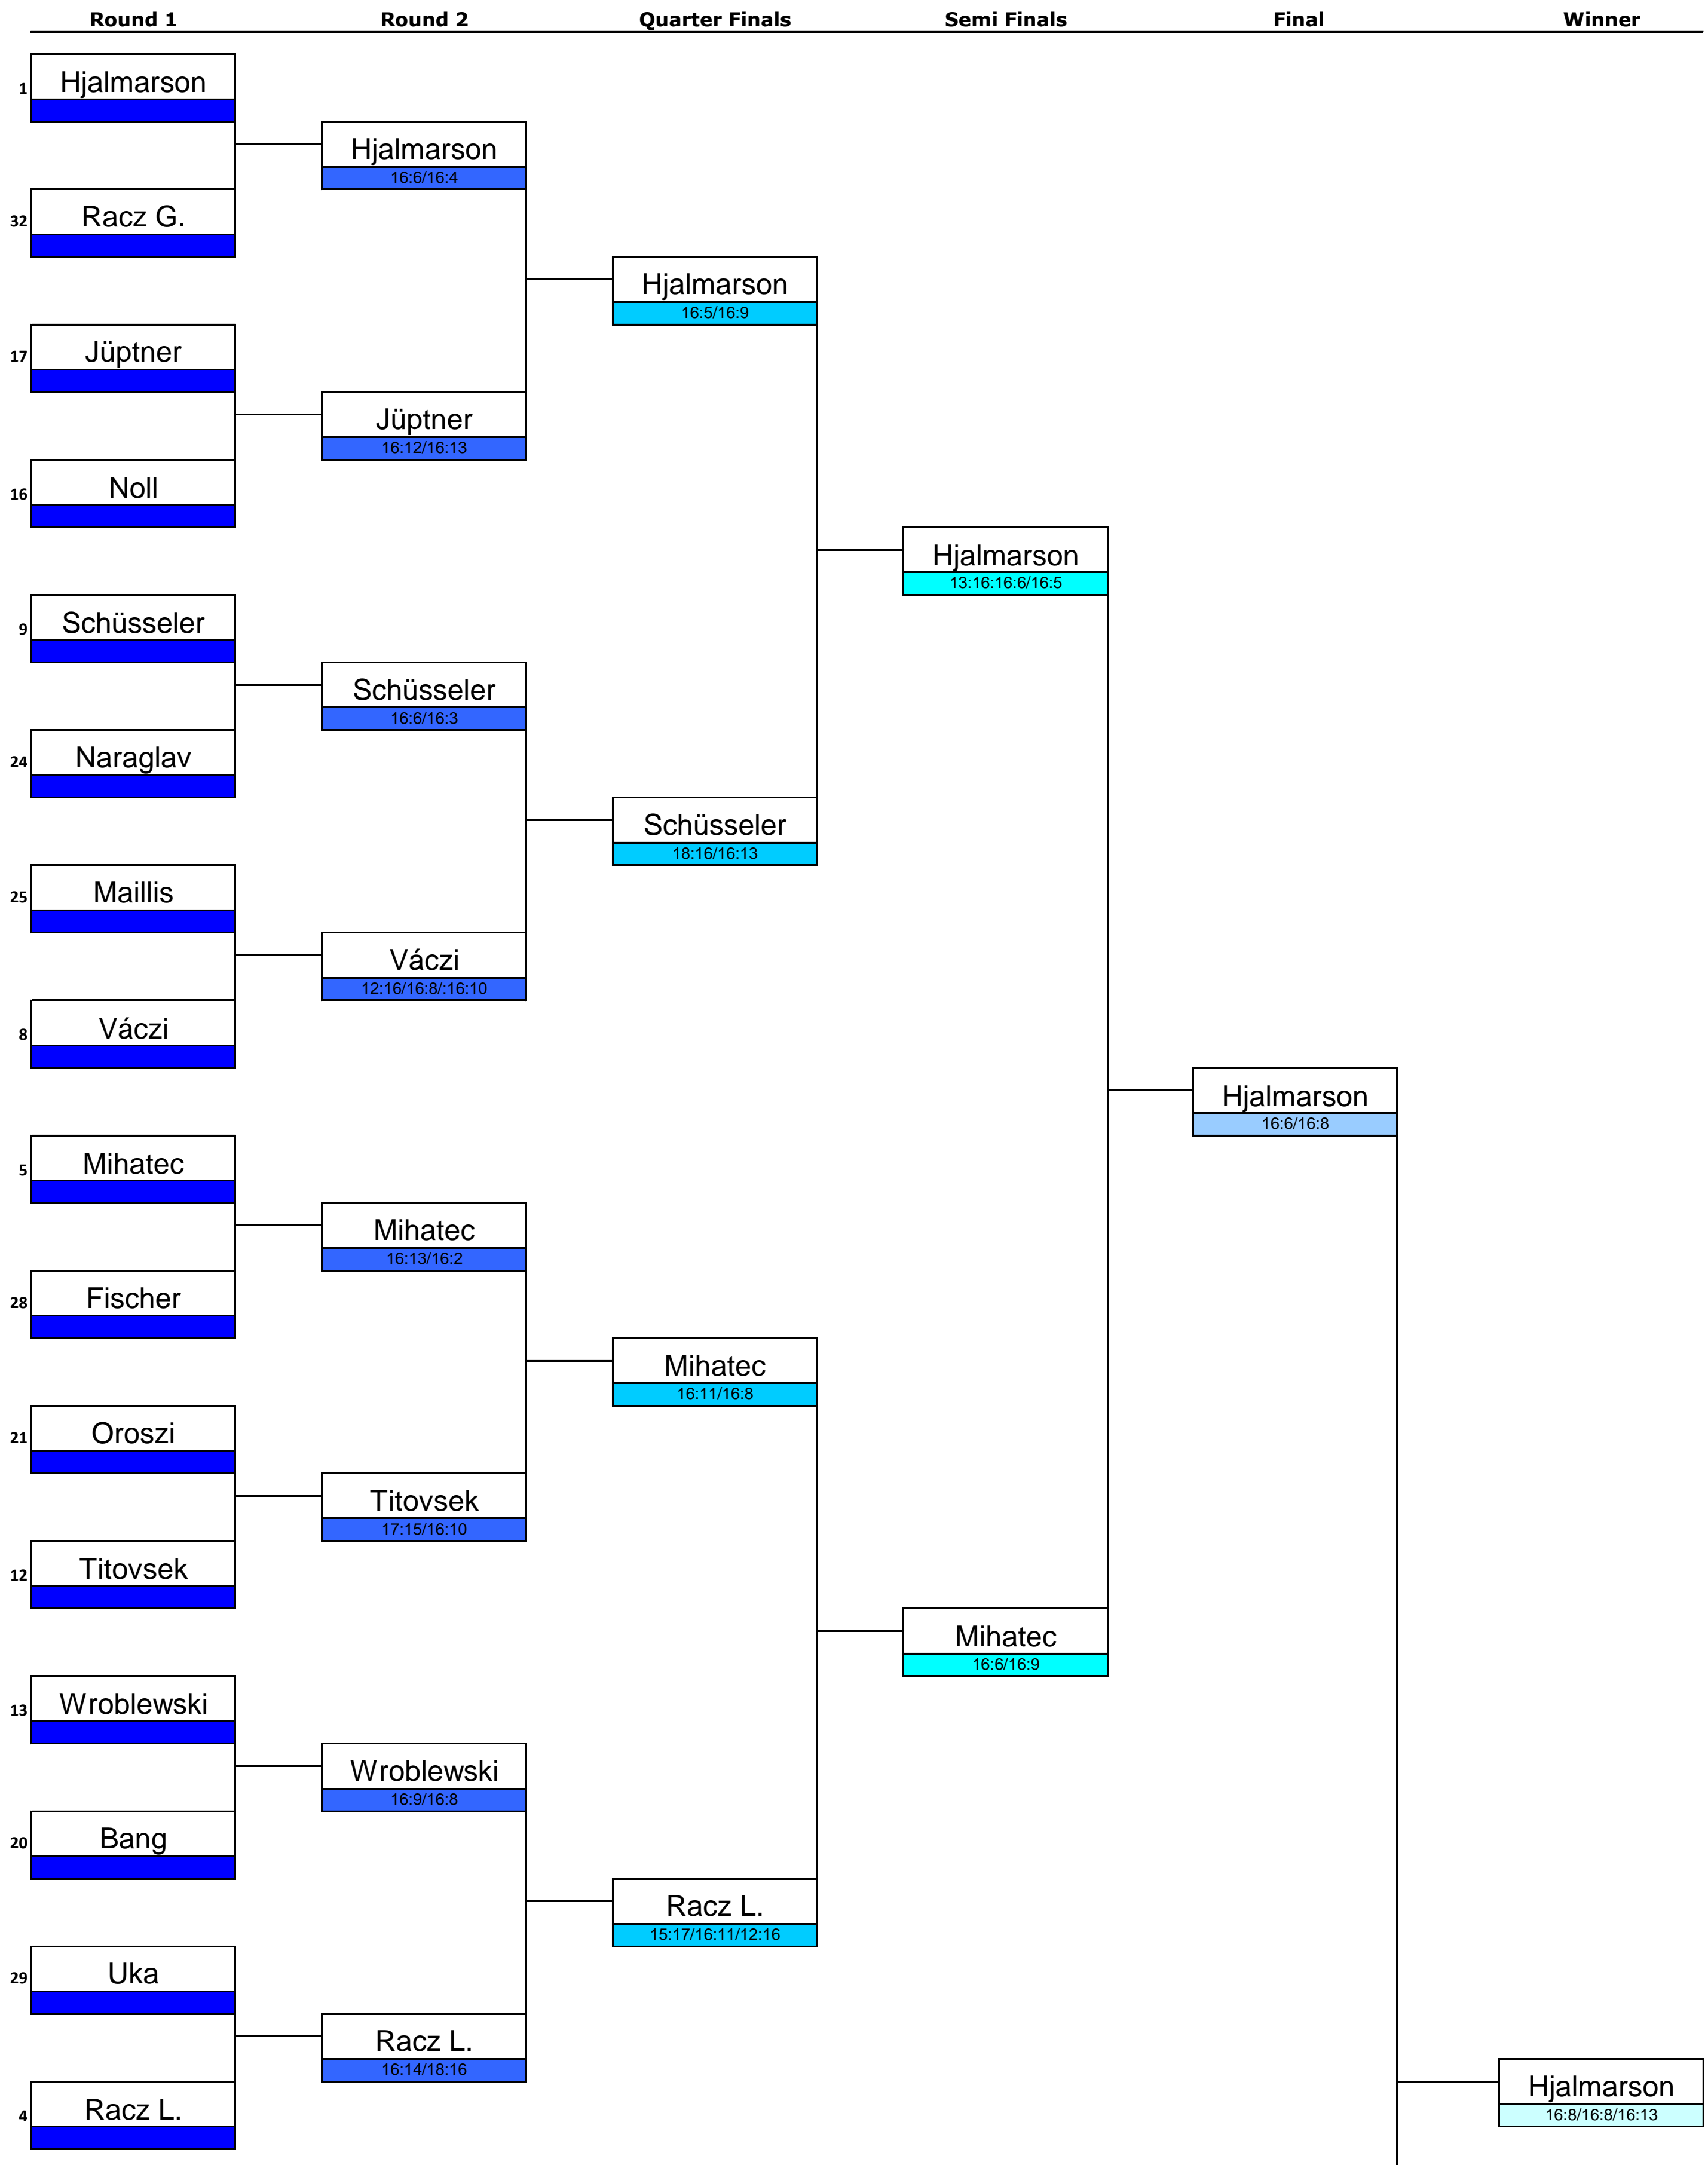 Round 1 Round 2 Quarter Finals Semi Finals Final Winner
1 Hjalmarson
Hjalmarson
16:6/16:4
32 Racz G.
Hjalmarson
16:5/16:9
17 Jüptner
Jüptner
16:12/16:13
16 Noll
Hjalmarson
13:16:16:6/16:5
9 Schüsseler
Schüsseler
16:6/16:3
24 Naraglav
Schüsseler
18:16/16:13
25 Maillis
Váczi
12:16/16:8/:16:10
8 Váczi
Hjalmarson
16:6/16:8
5 Mihatec
Mihatec
16:13/16:2
28 Fischer
Mihatec
16:11/16:8
21 Oroszi
Titovsek
17:15/16:10
12 Titovsek
Mihatec
16:6/16:9
13 Wroblewski
Wroblewski
16:9/16:8
20 Bang
Racz L.
15:17/16:11/12:16
29 Uka
Racz L.
16:14/18:16
4 Racz L.
Hjalmarson
16:8/16:8/16:13